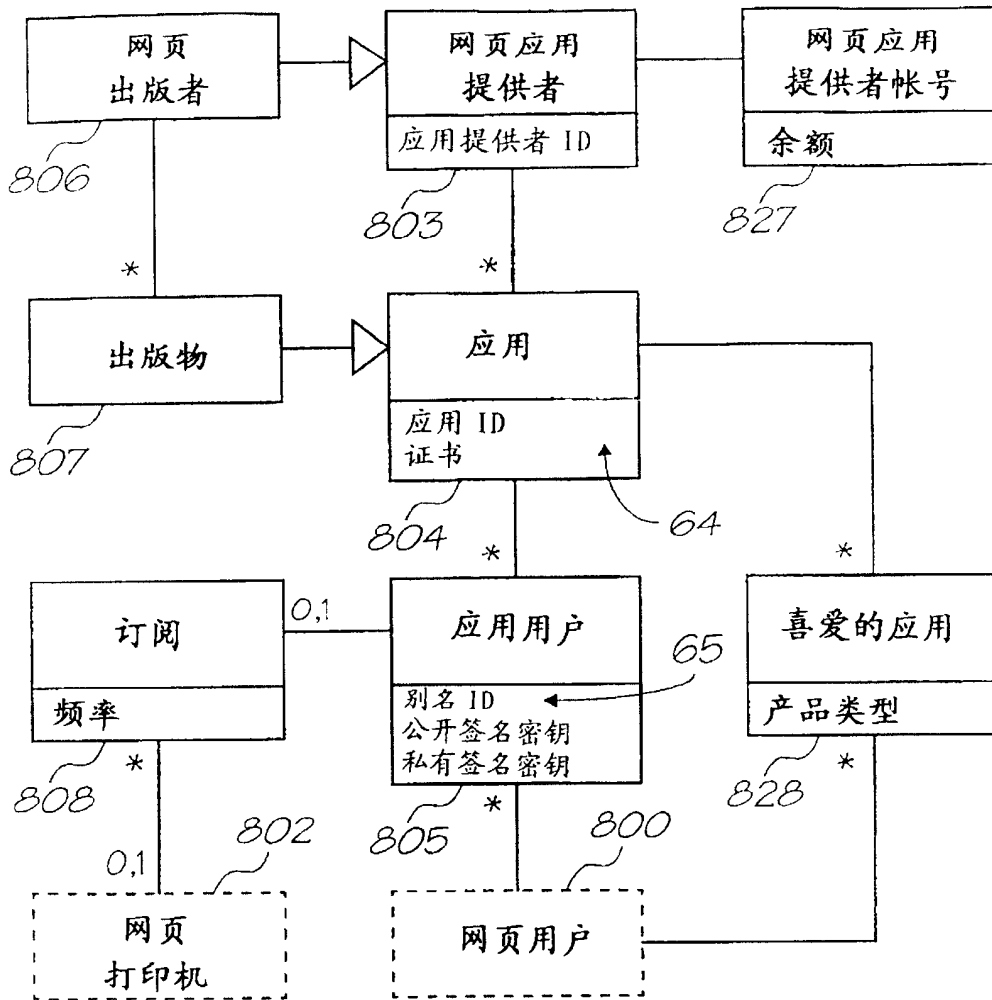 网页
出版者
806
网页应用
提供者
应用提供者 ID
803
网页应用
提供者帐号
余额
827
*
*
出版物
807
应用
应用 ID
证书
804
64
*
*
订阅
频率
808
0,1
应用用户
别名 ID
公开签名密钥
私有签名密钥
805
65
喜爱的应用
产品类型
828
*
*
*
802
800
0,1
网页
打印机
网页用户